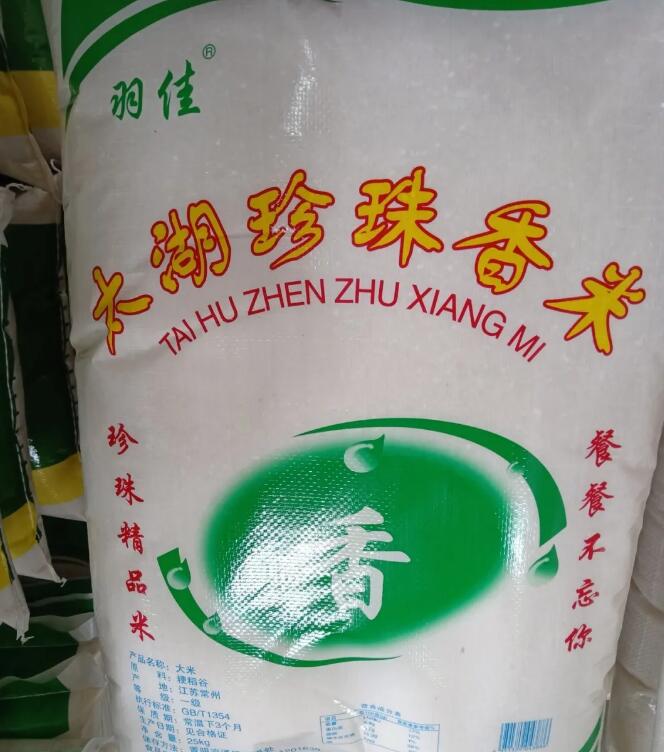 羽佳®
太湖珍珠香米
TAI HU ZHEN ZHU XIANG MI
珍珠精品米
餐餐不忘你
香
产品名称：大米
原 料：粳稻谷
产 地：江苏常州
等 级：一级
执行标准：GB/T1354
保 质 期：常温下3个月
生产日期：见合格证
净 含 量：25kg